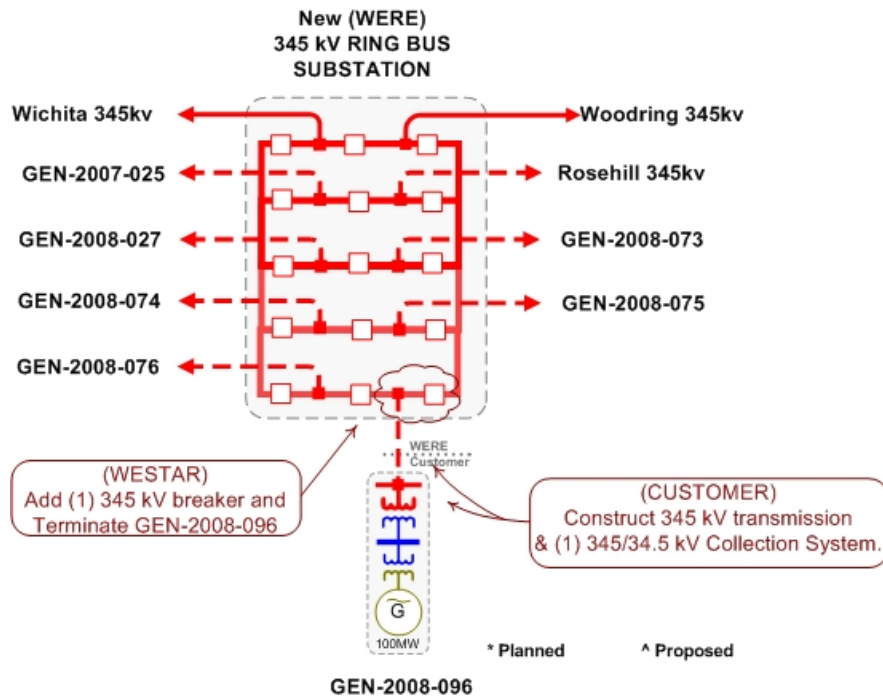 New (WERE)
345 kV RING BUS
SUBSTATION
Wichita 345kv
Woodring 345kv
GEN-2007-025
Rosehill 345kv
GEN-2008-027
GEN-2008-073
GEN-2008-074
GEN-2008-075
GEN-2008-076
WERE
Customer
(WESTAR)
Add (1) 345 kV breaker and
Terminate GEN-2008-096
(CUSTOMER)
Construct 345 kV transmission
& (1) 345/34.5 kV Collection System.
G
100MW
* Planned
^ Proposed
GEN-2008-096